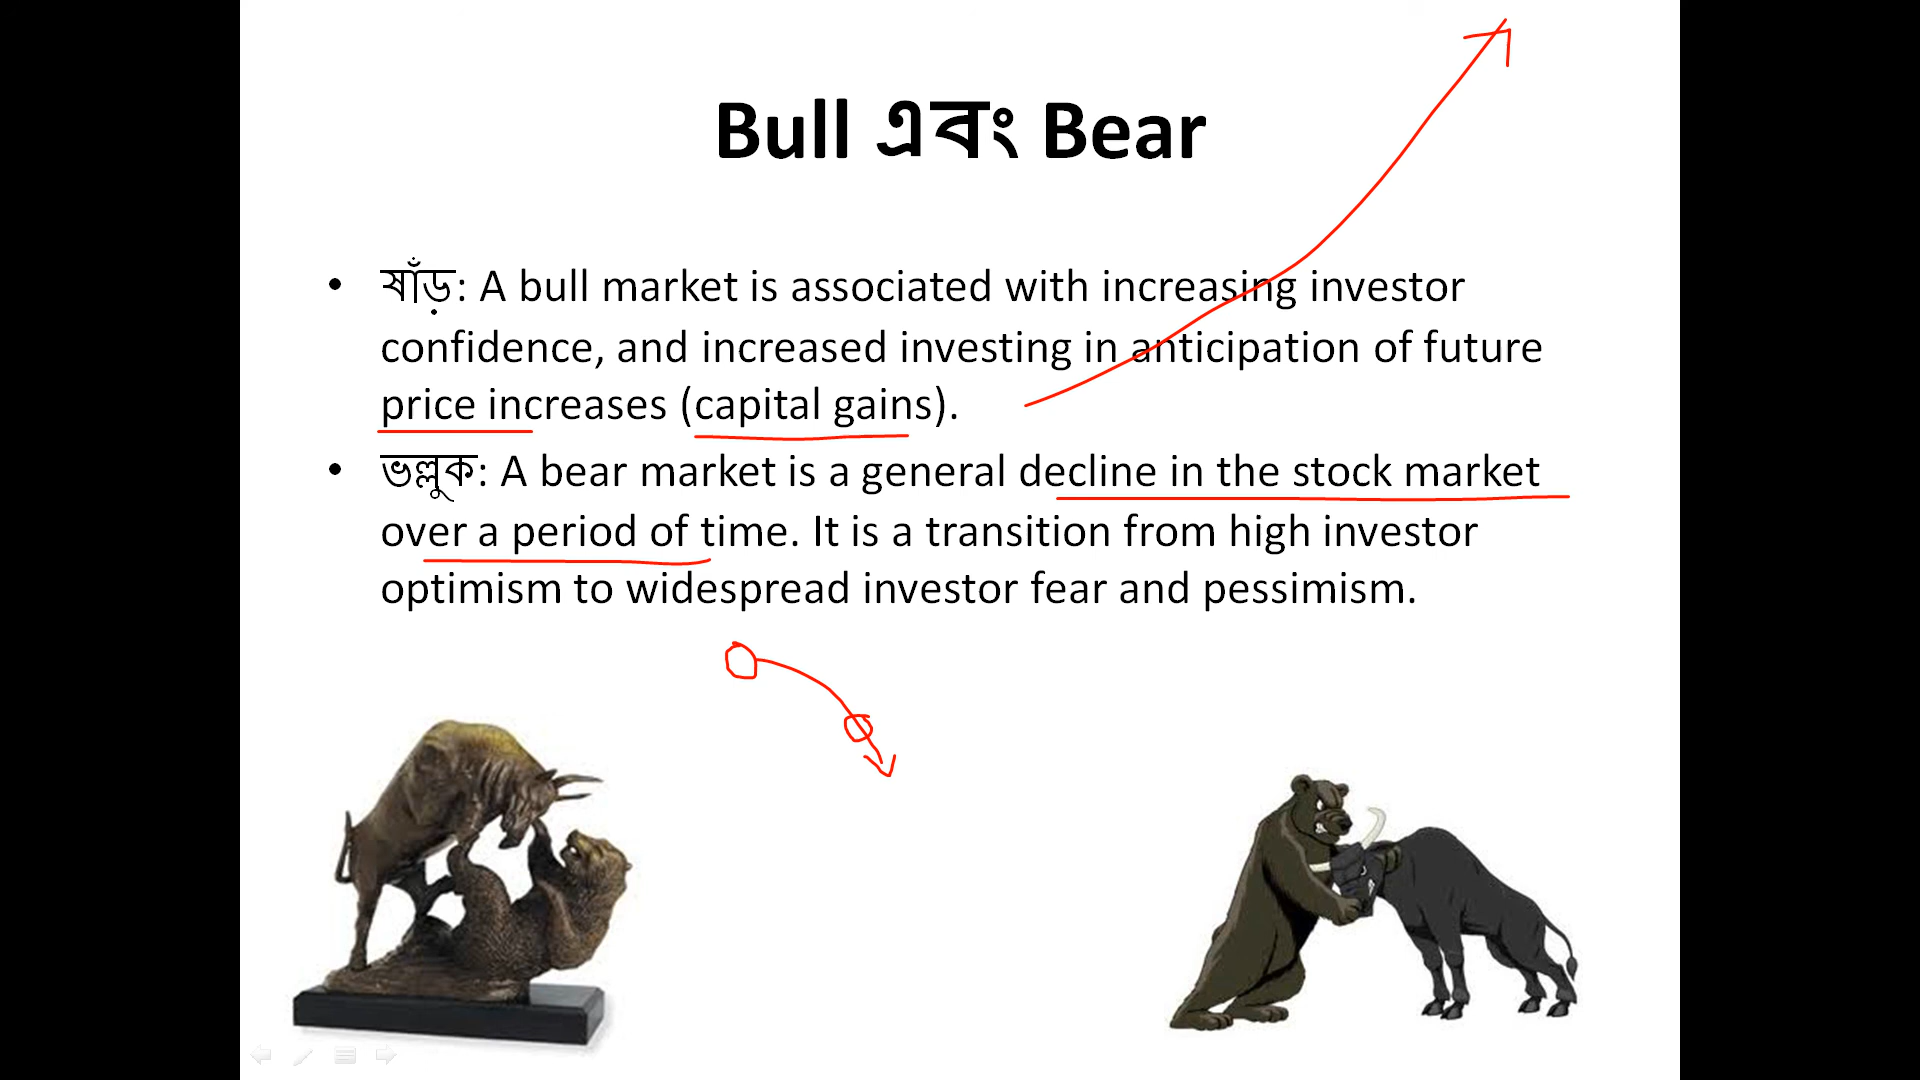 Bull এবং Bear
• ষাঁড়: A bull market is associated with increasing investor
confidence, and increased investing in anticipation of future
price increases (capital gains).
• ভল্লুক: A bear market is a general decline in the stock market
over a period of time. It is a transition from high investor
optimism to widespread investor fear and pessimism.